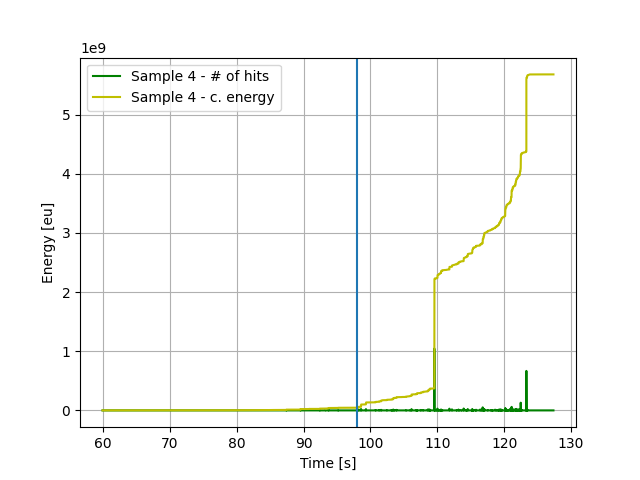 1e9
Sample 4 - # of hits
Sample 4 - c. energy
5
4
3
2
1
0
Energy [eu]
60 70 80 90 100 110 120 130
Time [s]